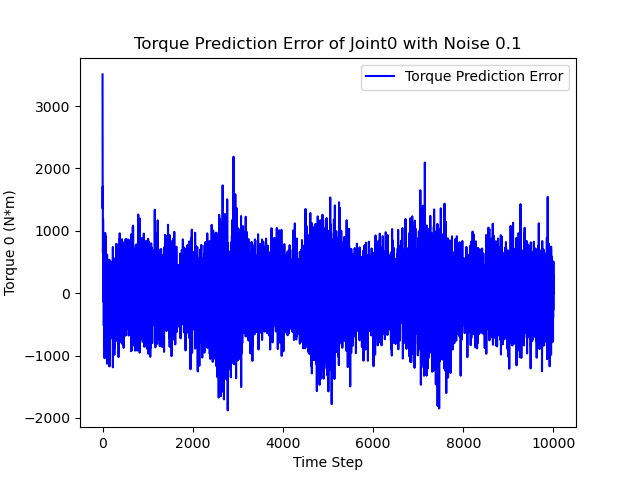 Torque Prediction Error of Joint0 with Noise 0.1
Torque Prediction Error
Torque 0 (N*m)
3000
2000
1000
0
−1000
−2000
0 2000 4000 6000 8000 10000
Time Step